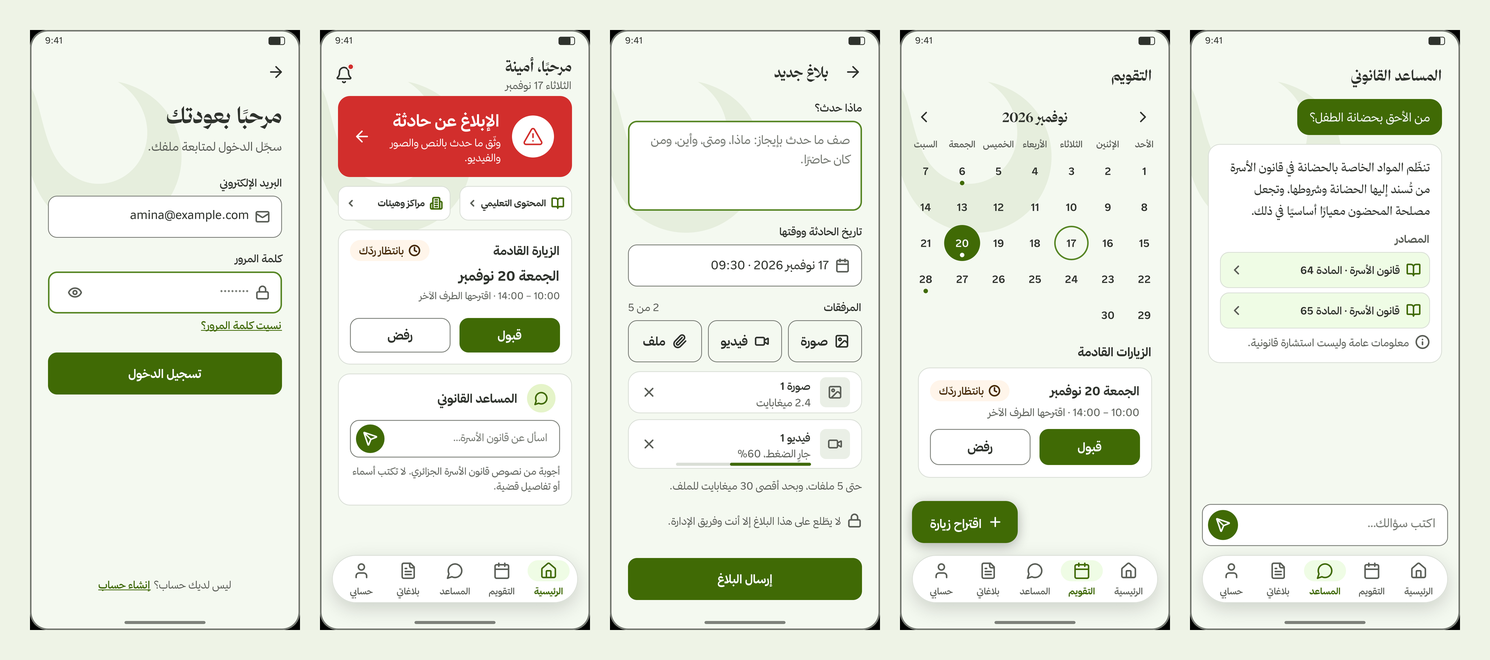 9:41
مرحبًا بعودتك
سجّل الدخول لمتابعة ملفك.
البريد الإلكتروني
amina@example.com
كلمة المرور
········
نسيت كلمة المرور؟
تسجيل الدخول
ليس لديك حساب؟ إنشاء حساب
9:41
مرحبًا، أمينة
الثلاثاء 17 نوفمبر
الإبلاغ عن حادثة
وثّق ما حدث بالنص والصور
والفيديو.
المحتوى التعليمي
مراكز وهيئات
الزيارة القادمة
بانتظار ردّك
الجمعة 20 نوفمبر
10:00 – 14:00 · اقترحها الطرف الآخر
قبول
رفض
المساعد القانوني
اسأل عن قانون الأسرة...
أجوبة من نصوص قانون الأسرة الجزائري. لا تكتب أسماء
أو تفاصيل قضية.
الرئيسية
التقويم
المساعد
بلاغاتي
حسابي
9:41
بلاغ جديد
ماذا حدث؟
صف ما حدث بإيجاز: ماذا، ومتى، وأين، ومن
كان حاضرًا.
تاريخ الحادثة ووقتها
17 نوفمبر 2026 · 09:30
المرفقات
2 من 5
صورة
فيديو
ملف
صورة 1
2.4 ميغابايت
فيديو 1
جارٍ الضغط. 60%
حتى 5 ملفات، وبحد أقصى 30 ميغابايت للملف.
لا يطّلع على هذا البلاغ إلا أنت وفريق الإدارة.
إرسال البلاغ
9:41
التقويم
نوفمبر 2026
الأحد الإثنين الثلاثاء الأربعاء الخميس الجمعة السبت
1 2 3 4 5 6 7
8 9 10 11 12 13 14
15 16 17 18 19 20 21
22 23 24 25 26 27 28
29 30
الزيارات القادمة
الجمعة 20 نوفمبر
بانتظار ردّك
10:00 – 14:00 · اقترحها الطرف الآخر
قبول
رفض
+ اقتراح زيارة
الرئيسية
التقويم
المساعد
بلاغاتي
حسابي
9:41
المساعد القانوني
من الأحق بحضانة الطفل؟
تنظّم المواد الخاصة بالحضانة في قانون الأسرة
من تُسند إليها الحضانة وشروطها، وتجعل
مصلحة المحضون معيارًا أساسيًا في ذلك.
المصادر
قانون الأسرة · المادة 64
قانون الأسرة · المادة 65
معلومات عامة وليست استشارة قانونية.
اكتب سؤالك...
الرئيسية
التقويم
المساعد
بلاغاتي
حسابي